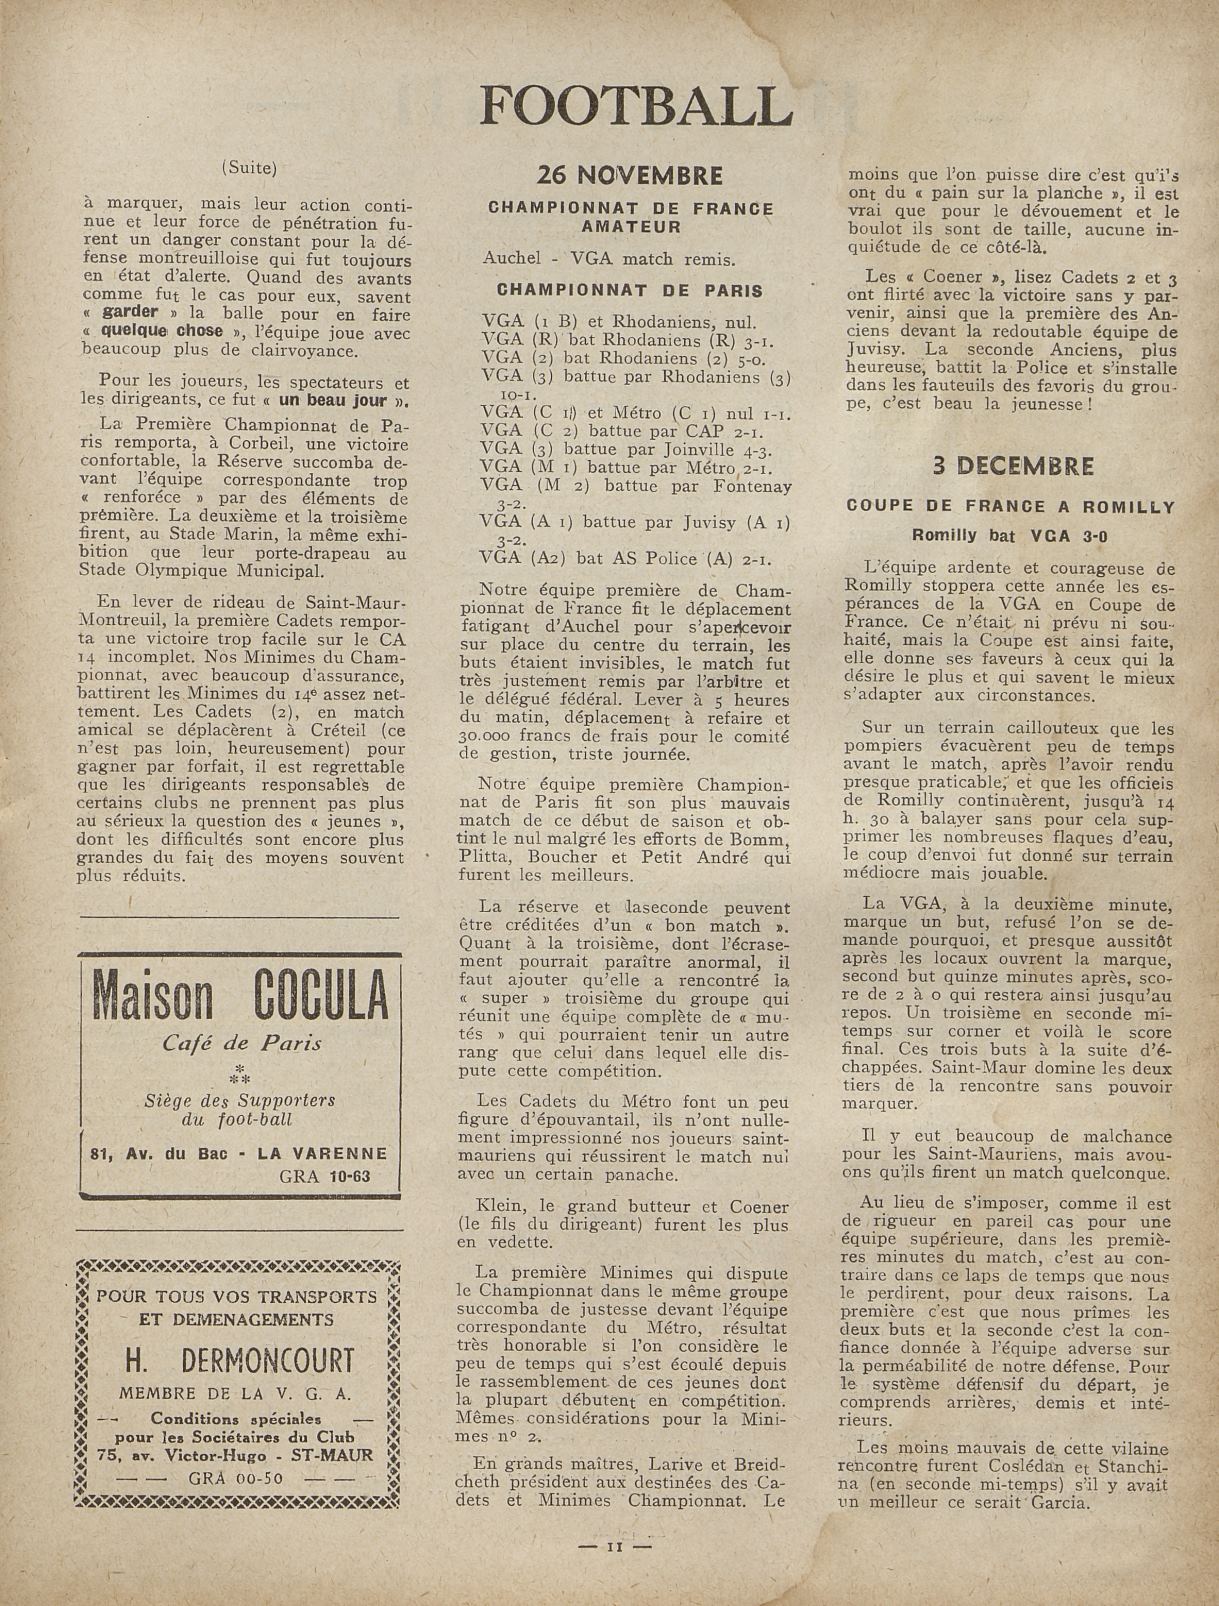 FOOTBALL
(Suite)
à marquer, mais leur action conti-
nue et leur force de pénétration fu-
rent un danger constant pour la dé-
fense montreuilloise qui fut toujours
en état d'alerte. Quand des avants
comme fut le cas pour eux, savent
« garder » la balle pour en faire
« quelque chose », l'équipe joue avec
beaucoup plus de clairvoyance.
Pour les joueurs, les spectateurs et
les dirigeants, ce fut « un beau jour ».
La Première Championnat de Pa-
ris remporta, à Corbeil, une victoire
confortable, la Réserve succomba de-
vant l'équipe correspondante trop
« renforéce » par des éléments de
prémière. La deuxième et la troisième
firent, au Stade Marin, la même exhi-
bition que leur porte-drapeau au
Stade Olympique Municipal.
En lever de rideau de Saint-Maur-
Montreuil, la première Cadets rempor-
ta une victoire trop facile sur le CA
14 incomplet. Nos Minimes du Cham-
pionnat, avec beaucoup d'assurance,
battirent les Minimes du 14e assez net-
tement. Les Cadets (2), en match
amical se déplacèrent à Créteil (ce
n'est pas loin, heureusement) pour
gagner par forfait, il est regrettable
que les dirigeants responsables de
certains clubs ne prennent pas plus
au sérieux la question des « jeunes »,
dont les difficultés sont encore plus
grandes du fait des moyens souvent
plus réduits.
Maison COCULA
Café de Paris
*
**
Siège des Supporters
du foot-ball
81, Av. du Bac - LA VARENNE
GRA 10-63
POUR TOUS VOS TRANSPORTS
ET DEMENAGEMENTS
H. DERMONCOURT
MEMBRE DE LA V. G. A.
— Conditions spéciales —
pour les Sociétaires du Club
75, av. Victor-Hugo - ST-MAUR
— — GRA 00-50 — —
26 NOVEMBRE
CHAMPIONNAT DE FRANCE
AMATEUR
Auchel - VGA match remis.
CHAMPIONNAT DE PARIS
VGA (1 B) et Rhodaniens, nul.
VGA (R) bat Rhodaniens (R) 3-1.
VGA (2) bat Rhodaniens (2) 5-0.
VGA (3) battue par Rhodaniens (3)
10-1.
VGA (C 1) et Métro (C 1) nul 1-1.
VGA (C 2) battue par CAP 2-1.
VGA (3) battue par Joinville 4-3.
VGA (M 1) battue par Métro 2-1.
VGA (M 2) battue par Fontenay
3-2.
VGA (A 1) battue par Juvisy (A 1)
3-2.
VGA (A2) bat AS Police (A) 2-1.
Notre équipe première de Cham-
pionnat de France fit le déplacement
fatigant d'Auchel pour s'apercevoir
sur place du centre du terrain, les
buts étaient invisibles, le match fut
très justement remis par l'arbitre et
le délégué fédéral. Lever à 5 heures
du matin, déplacement à refaire et
30.000 francs de frais pour le comité
de gestion, triste journée.
Notre équipe première Champion-
nat de Paris fit son plus mauvais
match de ce début de saison et ob-
tint le nul malgré les efforts de Bomm,
Plitta, Boucher et Petit André qui
furent les meilleurs.
La réserve et laseconde peuvent
être créditées d'un « bon match ».
Quant à la troisième, dont l'écrase-
ment pourrait paraître anormal, il
faut ajouter qu'elle a rencontré la
« super » troisième du groupe qui
réunit une équipe complète de « mu-
tés » qui pourraient tenir un autre
rang que celui dans lequel elle dis-
pute cette compétition.
Les Cadets du Métro font un peu
figure d'épouvantail, ils n'ont nulle-
ment impressionné nos joueurs saint-
mauriens qui réussirent le match nul
avec un certain panache.
Klein, le grand butteur et Coener
(le fils du dirigeant) furent les plus
en vedette.
La première Minimes qui dispute
le Championnat dans le même groupe
succomba de justesse devant l'équipe
correspondante du Métro, résultat
très honorable si l'on considère le
peu de temps qui s'est écoulé depuis
le rassemblement de ces jeunes dont
la plupart débutent en compétition.
Mêmes considérations pour la Mini-
mes n° 2.
En grands maîtres, Larive et Breid-
cheth président aux destinées des Ca-
dets et Minimes Championnat. Le
moins que l'on puisse dire c'est qu'i's
ont du « pain sur la planche », il est
vrai que pour le dévouement et le
boulot ils sont de taille, aucune in-
quiétude de ce côté-là.
Les « Coener », lisez Cadets 2 et 3
ont flirté avec la victoire sans y par-
venir, ainsi que la première des An-
ciens devant la redoutable équipe de
Juvisy. La seconde Anciens, plus
heureuse, battit la Police et s'installe
dans les fauteuils des favoris du grou-
pe, c'est beau la jeunesse !
3 DECEMBRE
COUPE DE FRANCE A ROMILLY
Romilly bat VGA 3-0
L'équipe ardente et courageuse de
Romilly stoppera cette année les es-
pérances de la VGA en Coupe de
France. Ce n'était ni prévu ni sou-
haité, mais la Coupe est ainsi faite,
elle donne ses faveurs à ceux qui la
désire le plus et qui savent le mieux
s'adapter aux circonstances.
Sur un terrain caillouteux que les
pompiers évacuèrent peu de temps
avant le match, après l'avoir rendu
presque praticable, et que les officiels
de Romilly continuèrent, jusqu'à 14
h. 30 à balayer sans pour cela sup-
primer les nombreuses flaques d'eau,
le coup d'envoi fut donné sur terrain
médiocre mais jouable.
La VGA, à la deuxième minute,
marque un but, refusé l'on se de-
mande pourquoi, et presque aussitôt
après les locaux ouvrent la marque,
second but quinze minutes après, sco-
re de 2 à 0 qui restera ainsi jusqu'au
repos. Un troisième en seconde mi-
temps sur corner et voilà le score
final. Ces trois buts à la suite d'é-
chappées. Saint-Maur domine les deux
tiers de la rencontre sans pouvoir
marquer.
Il y eut beaucoup de malchance
pour les Saint-Mauriens, mais avou-
ons qu'ils firent un match quelconque.
Au lieu de s'imposer, comme il est
de rigueur en pareil cas pour une
équipe supérieure, dans les premiè-
res minutes du match, c'est au con-
traire dans ce laps de temps que nous
le perdirent, pour deux raisons. La
première c'est que nous prîmes les
deux buts et la seconde c'est la con-
fiance donnée à l'équipe adverse sur
la perméabilité de notre défense. Pour
le système défensif du départ, je
comprends arrières, demis et inté-
rieurs.
Les moins mauvais de cette vilaine
rencontre furent Coslédan et Stanchi-
na (en seconde mi-temps) s'il y avait
un meilleur ce serait Garcia.
— 11 —